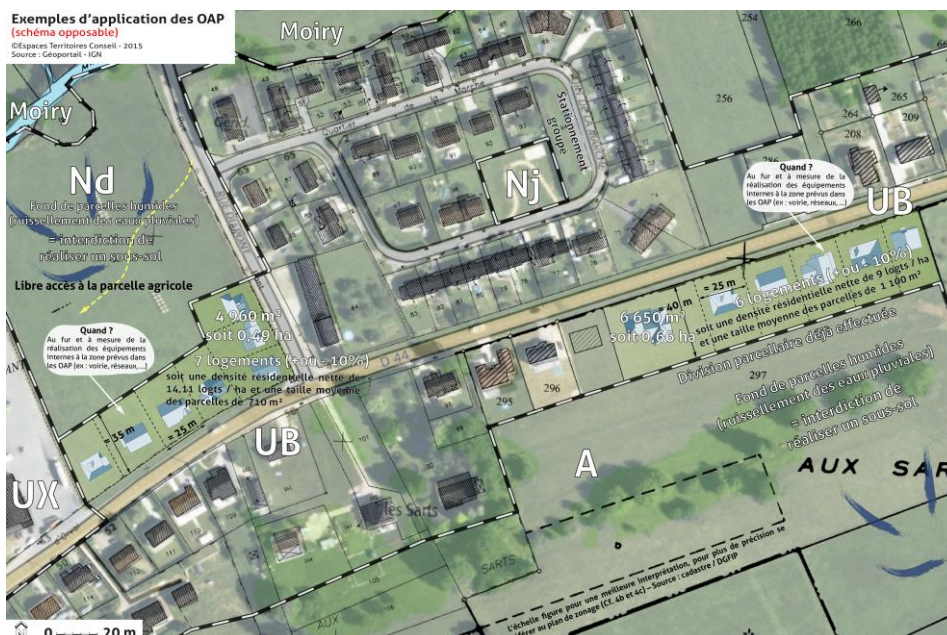 Exemples d'application des OAP
(schéma opposable)
©Espaces Territoires Conseil - 2015
Source : Géoportail - IGN
Moiry
Moiry
Nd
Fond de parcelles humides
(ruissellement des eaux pluviales)
= interdiction de
réaliser un sous-sol
Libre accès à la parcelle agricole
Quartier de la Marche
Stationnement
groupé
Nj
254
266
256
265
264
208
209
286
Quand ?
Au fur et à mesure de la
réalisation des équipements
internes à la zone prévus dans
les OAP (ex : voirie, réseaux, ...)
UB
4 960 m²
soit 0,49 ha
7 logements (+ou - 10%)
soit une densité résidentielle nette de
14,11 logts / ha et une taille moyenne
des parcelles de 710 m²
Quand ?
Au fur et à mesure de la
réalisation des équipements
internes à la zone prévus dans
les OAP (ex : voirie, réseaux, ...)
≈ 35 m
≈ 25 m
D 44
6 650 m²
soit 0,66 ha
≈ 40 m
≈ 25 m
6 logements (+ou - 10%)
soit une densité résidentielle nette de 9 logts / ha
et une taille moyenne des parcelles de 1 100 m²
Division parcellaire déjà effectuée
297
Fond de parcelles humides
(ruissellement des eaux pluviales)
= interdiction de
réaliser un sous-sol
295
296
UB
UX
A
AUX SAR
les Sarts
SARTS
AUX
L'échelle figure pour une meilleure interprétation, pour plus de précision se
référer au plan de zonage (Cf. 4b et 4c) – Source : cadastre / DGFIP
0 20 m